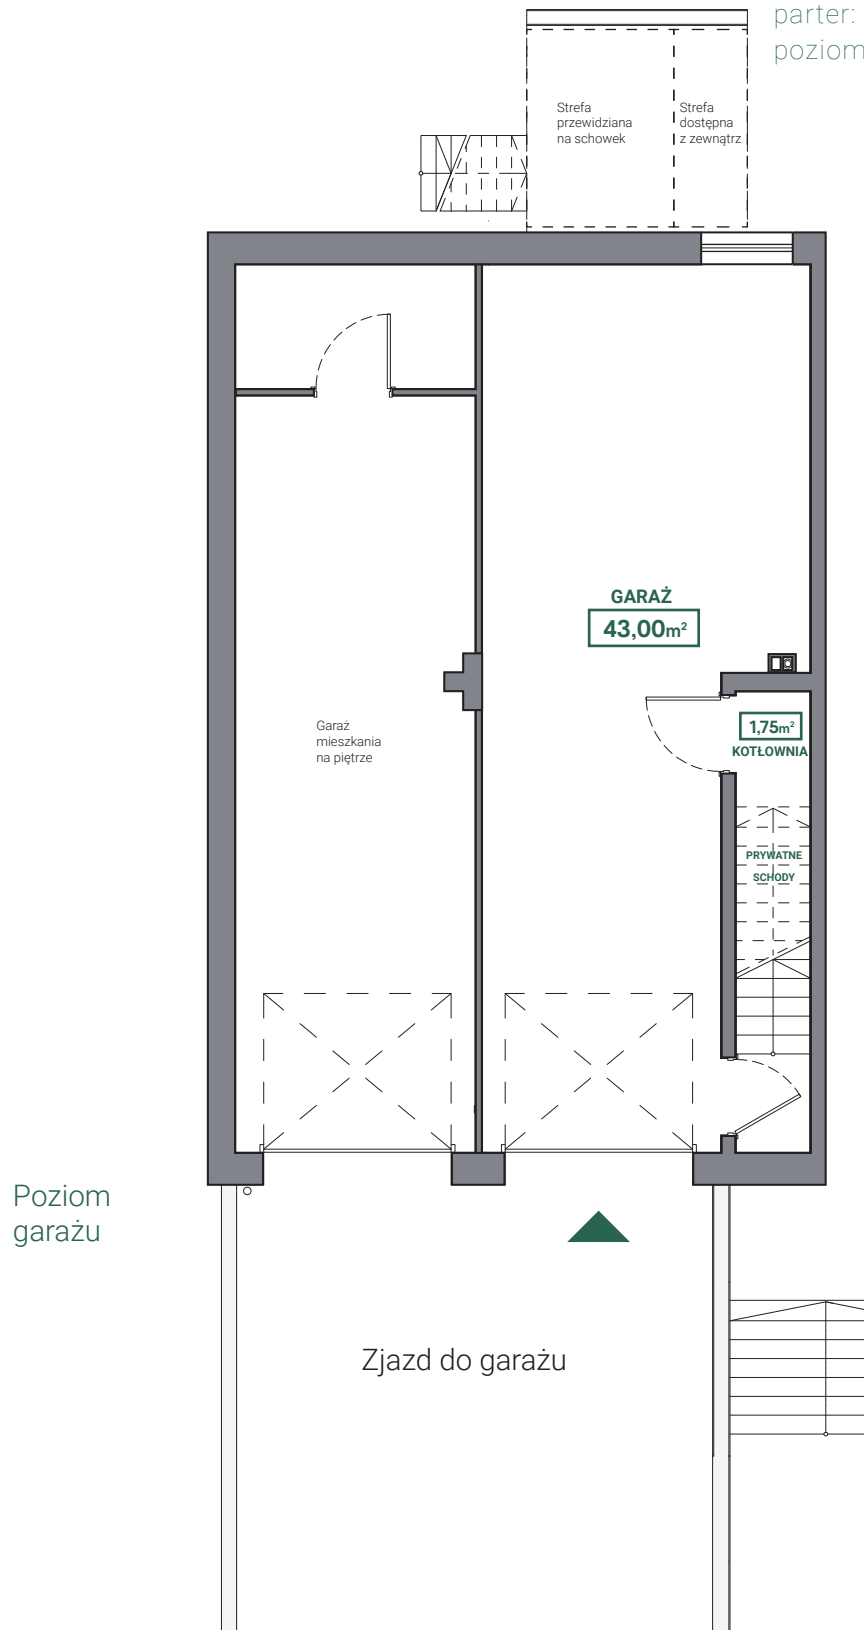 parter:
poziom
Strefa
przewidziana
na schowek
Strefa
dostępna
z zewnątrz
GARAŻ
43,00m²
Garaż
mieszkania
na piętrze
1,75m²
KOTŁOWNIA
PRYWATNE
SCHODY
Poziom
garażu
Zjazd do garażu